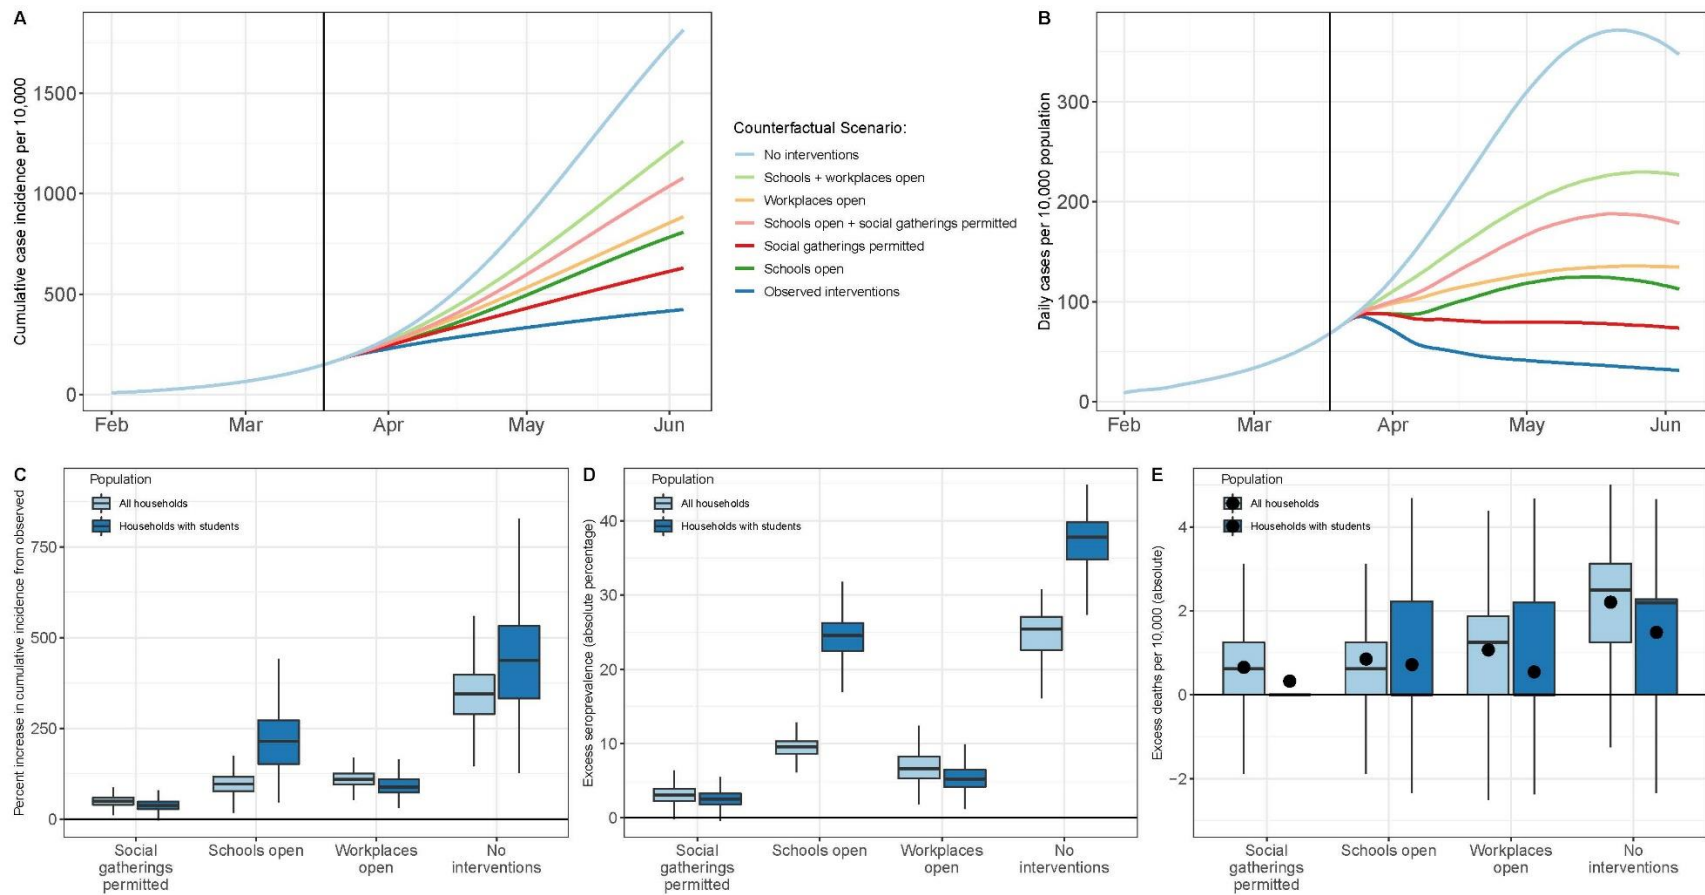 A
Cumulative case incidence per 10,000
1500
1000
500
0
Feb
Mar
Apr
May
Jun
Counterfactual Scenario:
No interventions
Schools + workplaces open
Workplaces open
Schools open + social gatherings permitted
Social gatherings permitted
Schools open
Observed interventions
B
Daily cases per 10,000 population
300
200
100
0
Feb
Mar
Apr
May
Jun
C
Population
All households
Households with students
Percent increase in cumulative incidence from observed
750
500
250
0
Social
gatherings
permitted
Schools open
Workplaces
open
No
interventions
D
Population
All households
Households with students
Excess seroprevalence (absolute percentage)
40
30
20
10
0
Social
gatherings
permitted
Schools open
Workplaces
open
No
interventions
E
Population
All households
Households with students
Excess deaths per 10,000 (absolute)
4
2
0
−2
Social
gatherings
permitted
Schools open
Workplaces
open
No
interventions